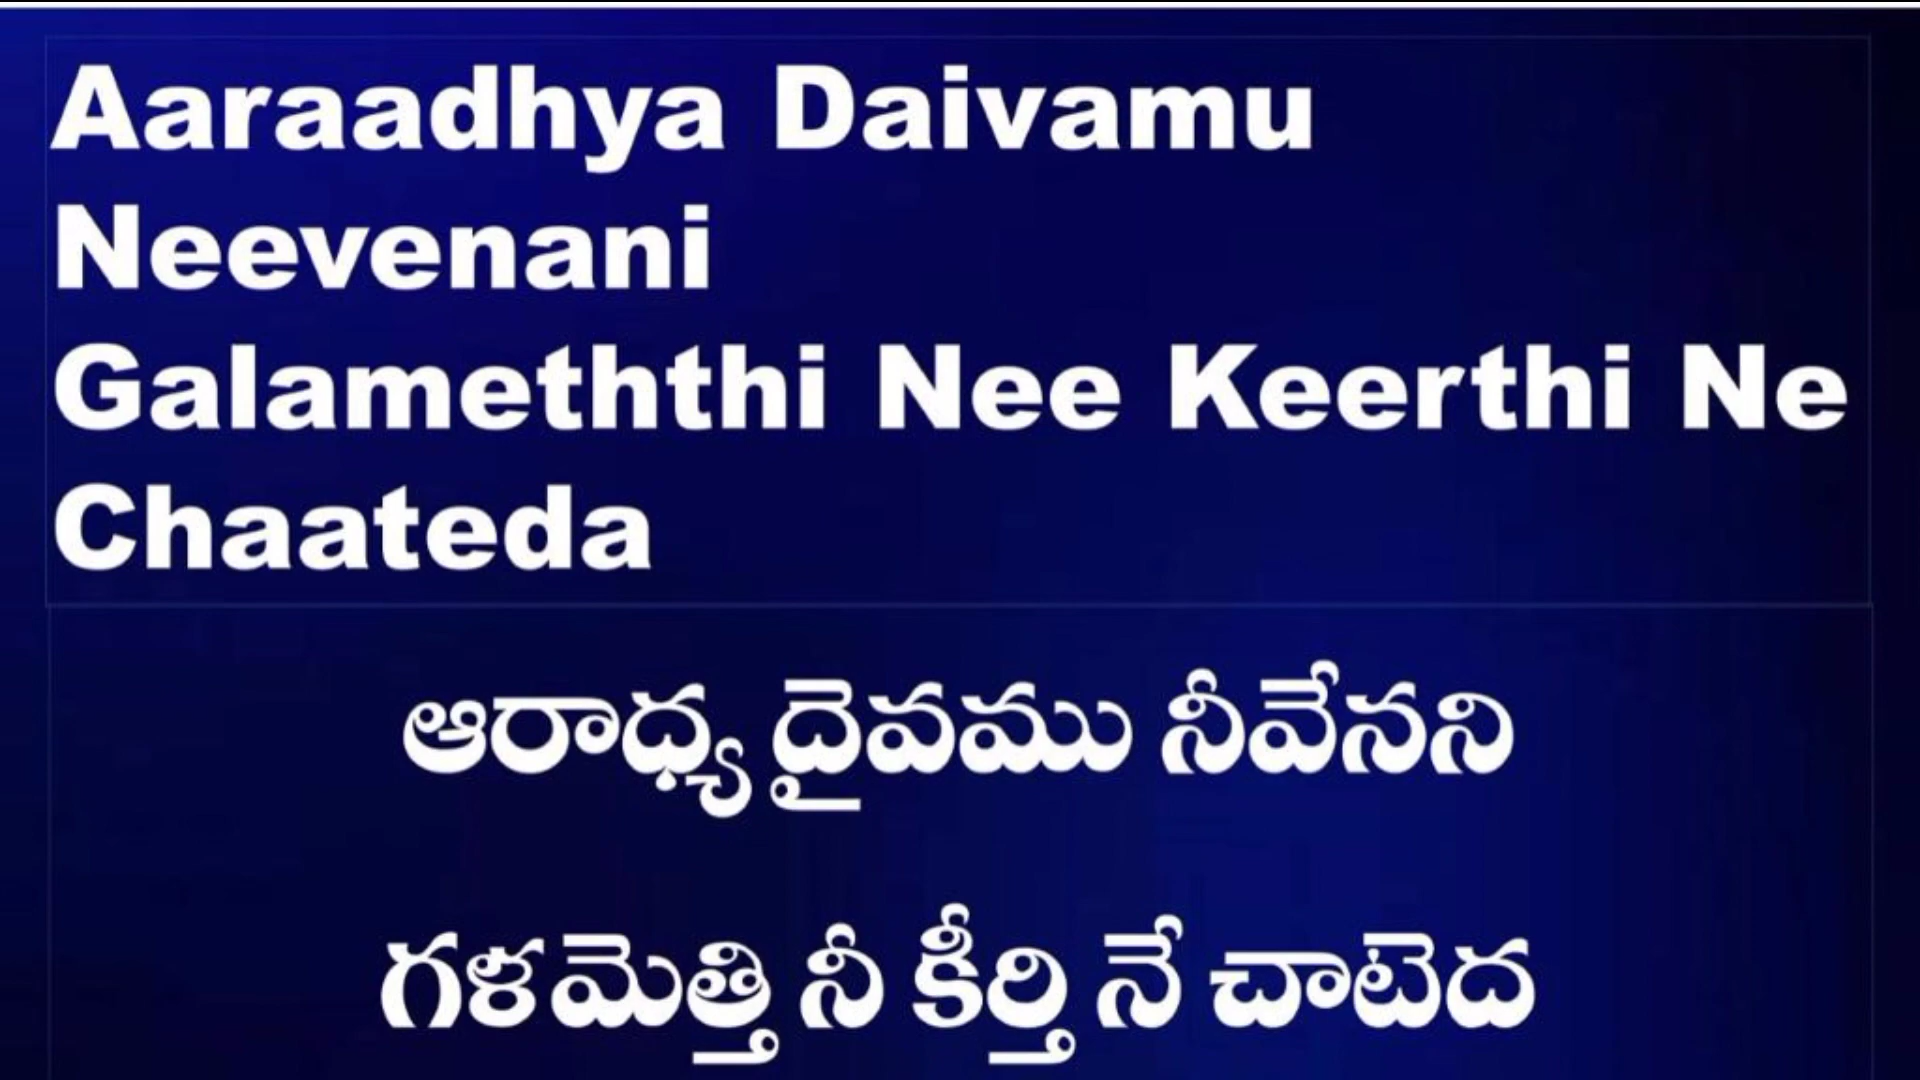 Aaraadhya Daivamu
Neevenani
Galameththi Nee Keerthi Ne
Chaateda
ఆరాధ్య దైవము నీవేనని
గళమెత్తి నీ కీర్తి నే చాటెద